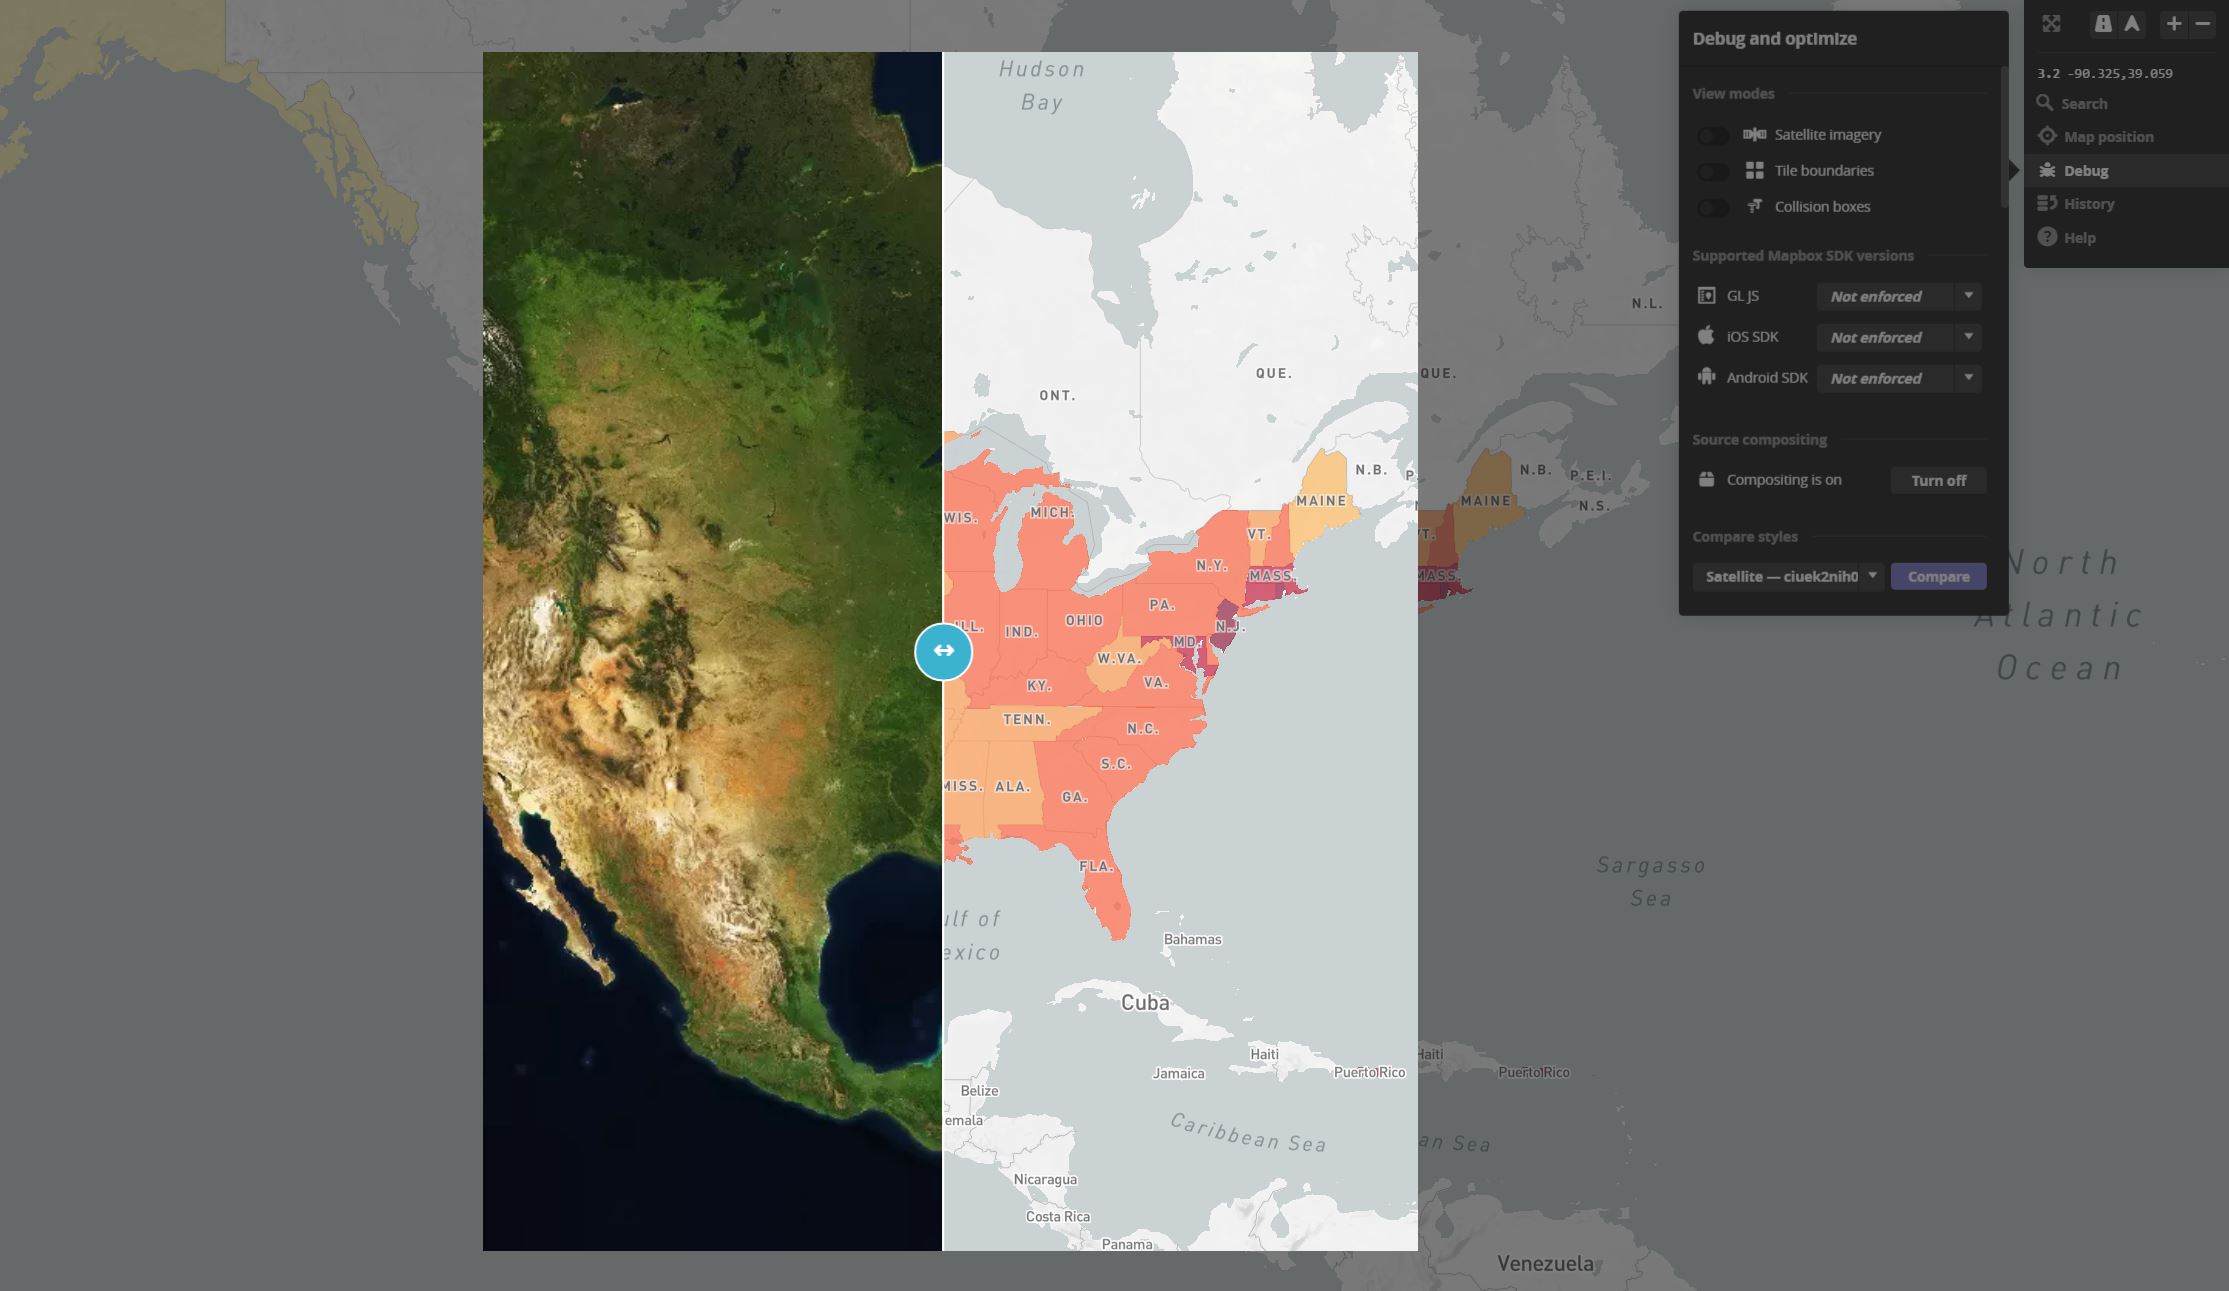 Hudson
Bay
ONT.
QUE.
MAINE
N.B.
P.
WIS.
MICH.
VT.
N.Y.
MASS.
PA.
ILL.
IND.
OHIO
N.J.
MD.
W.VA.
KY.
VA.
TENN.
N.C.
S.C.
MISS.
ALA.
GA.
FLA.
ulf of
exico
Bahamas
Cuba
Haiti
Jamaica
Puerto Rico
Belize
emala
Caribbean Sea
Nicaragua
Costa Rica
Panama
QUE.
N.L.
MAINE
N.B.
P.E.I.
N.S.
VT.
MASS.
North
Atlantic
Ocean
Sargasso
Sea
Haiti
Puerto Rico
an Sea
Venezuela
Debug and optimize
View modes
Satellite imagery
Tile boundaries
Collision boxes
Supported Mapbox SDK versions
GL JS Not enforced
iOS SDK Not enforced
Android SDK Not enforced
Source compositing
Compositing is on Turn off
Compare styles
Satellite — ciuek2nih0 Compare
3.2 -90.325,39.059
Search
Map position
Debug
History
Help